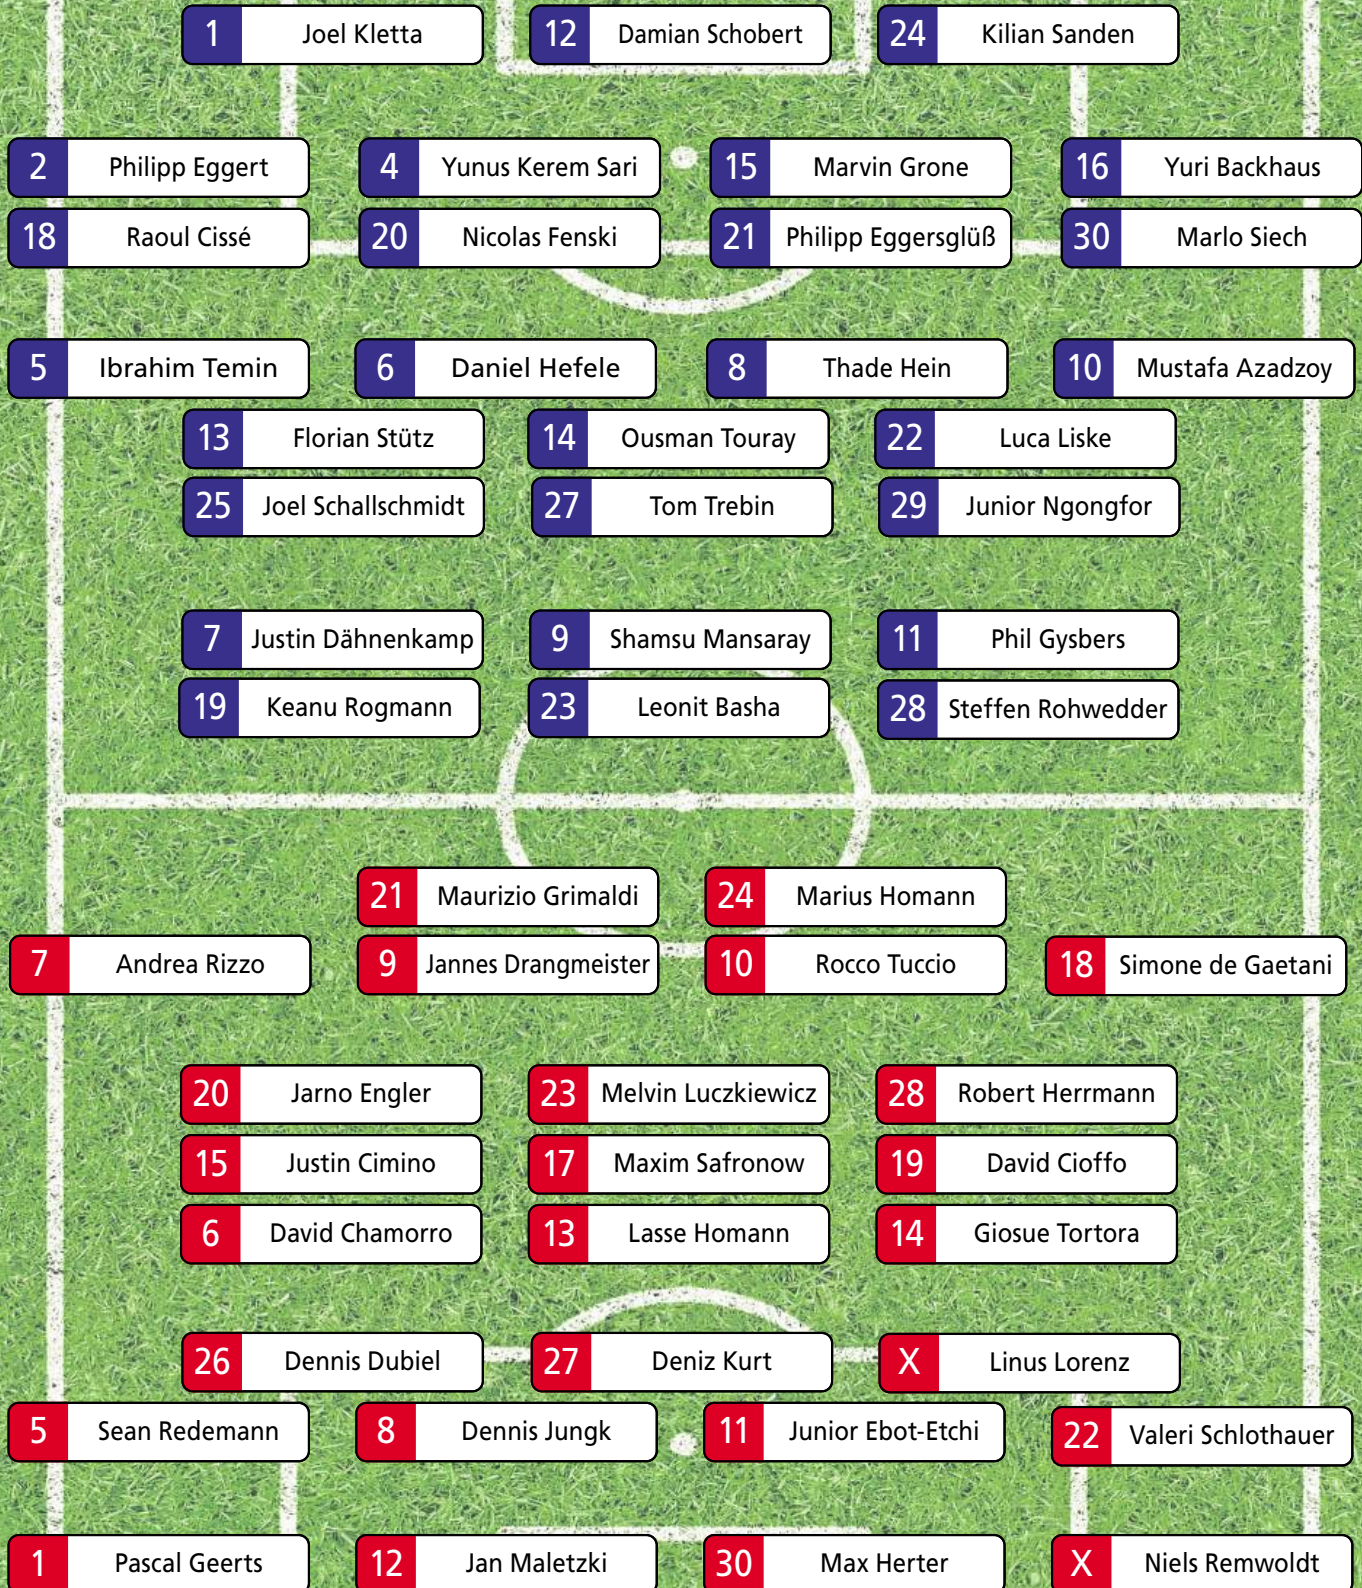 1 Joel Kletta 12 Damian Schobert 24 Kilian Sanden
2 Philipp Eggert 4 Yunus Kerem Sari 15 Marvin Grone 16 Yuri Backhaus
18 Raoul Cissé 20 Nicolas Fenski 21 Philipp Eggersglüß 30 Marlo Siech
5 Ibrahim Temin 6 Daniel Hefele 8 Thade Hein 10 Mustafa Azadzoy
13 Florian Stütz 14 Ousman Touray 22 Luca Liske
25 Joel Schallschmidt 27 Tom Trebin 29 Junior Ngongfor
7 Justin Dähnenkamp 9 Shamsu Mansaray 11 Phil Gysbers
19 Keanu Rogmann 23 Leonit Basha 28 Steffen Rohwedder
21 Maurizio Grimaldi 24 Marius Homann
7 Andrea Rizzo 9 Jannes Drangmeister 10 Rocco Tuccio 18 Simone de Gaetani
20 Jarno Engler 23 Melvin Luczkiewicz 28 Robert Herrmann
15 Justin Cimino 17 Maxim Safronow 19 David Cioffo
6 David Chamorro 13 Lasse Homann 14 Giosue Tortora
26 Dennis Dubiel 27 Deniz Kurt X Linus Lorenz
5 Sean Redemann 8 Dennis Jungk 11 Junior Ebot-Etchi 22 Valeri Schlothauer
1 Pascal Geerts 12 Jan Maletzki 30 Max Herter X Niels Remwoldt